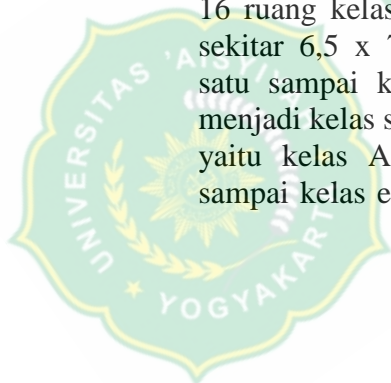 16 ruang kelas
sekitar 6,5 x
satu sampai k
menjadi kelas s
yaitu kelas A
sampai kelas e
UNIVERSITAS 'AISYIYAH
YOGYAKARTA